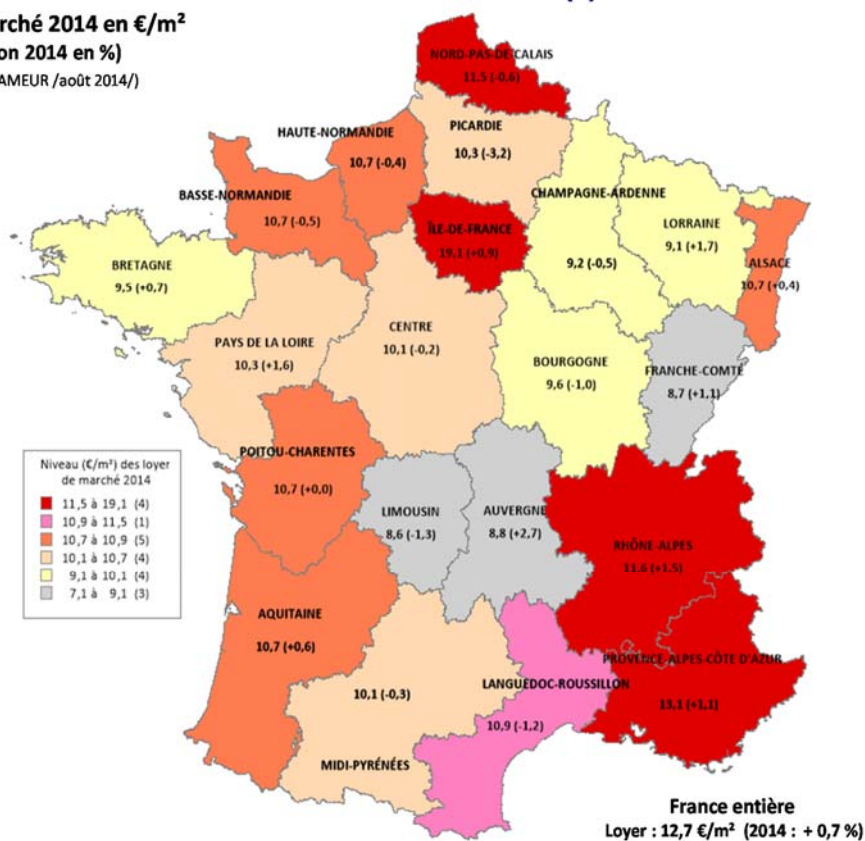 rché 2014 en €/m²
on 2014 en %)
AMEUR /août 2014/)
NORD-PAS-DE-CALAIS
11,5 (-0,6)
HAUTE-NORMANDIE
10,7 (-0,4)
PICARDIE
10,3 (-3,2)
BASSE-NORMANDIE
10,7 (-0,5)
ÎLE-DE-FRANCE
19,1 (+0,9)
CHAMPAGNE-ARDENNE
9,2 (-0,5)
LORRAINE
9,1 (+1,7)
ALSACE
10,7 (+0,4)
BRETAGNE
9,5 (+0,7)
PAYS DE LA LOIRE
10,3 (+1,6)
CENTRE
10,1 (-0,2)
BOURGOGNE
9,6 (-1,0)
FRANCHE-COMTÉ
8,7 (+1,1)
POITOU-CHARENTES
10,7 (+0,0)
LIMOUSIN
8,6 (-1,3)
AUVERGNE
8,8 (+2,7)
RHÔNE-ALPES
11,6 (+1,5)
Niveau (€/m²) des loyer
de marché 2014
11,5 à 19,1 (4)
10,9 à 11,5 (1)
10,7 à 10,9 (5)
10,1 à 10,7 (4)
9,1 à 10,1 (4)
7,1 à 9,1 (3)
AQUITAINE
10,7 (+0,6)
10,1 (-0,3)
MIDI-PYRÉNÉES
LANGUEDOC-ROUSSILLON
10,9 (-1,2)
PROVENCE-ALPES-CÔTE D'AZUR
13,1 (+1,1)
France entière
Loyer : 12,7 €/m² (2014 : + 0,7 %)